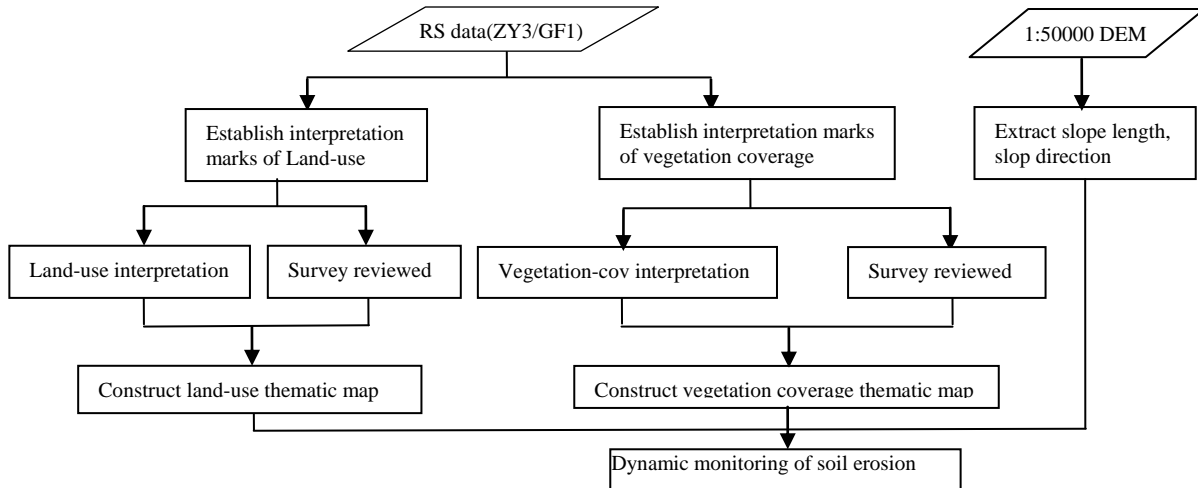 RS data(ZY3/GF1)
1:50000 DEM
Establish interpretation
marks of Land-use
Establish interpretation marks
of vegetation coverage
Extract slope length,
slop direction
Land-use interpretation
Survey reviewed
Vegetation-cov interpretation
Survey reviewed
Construct land-use thematic map
Construct vegetation coverage thematic map
Dynamic monitoring of soil erosion